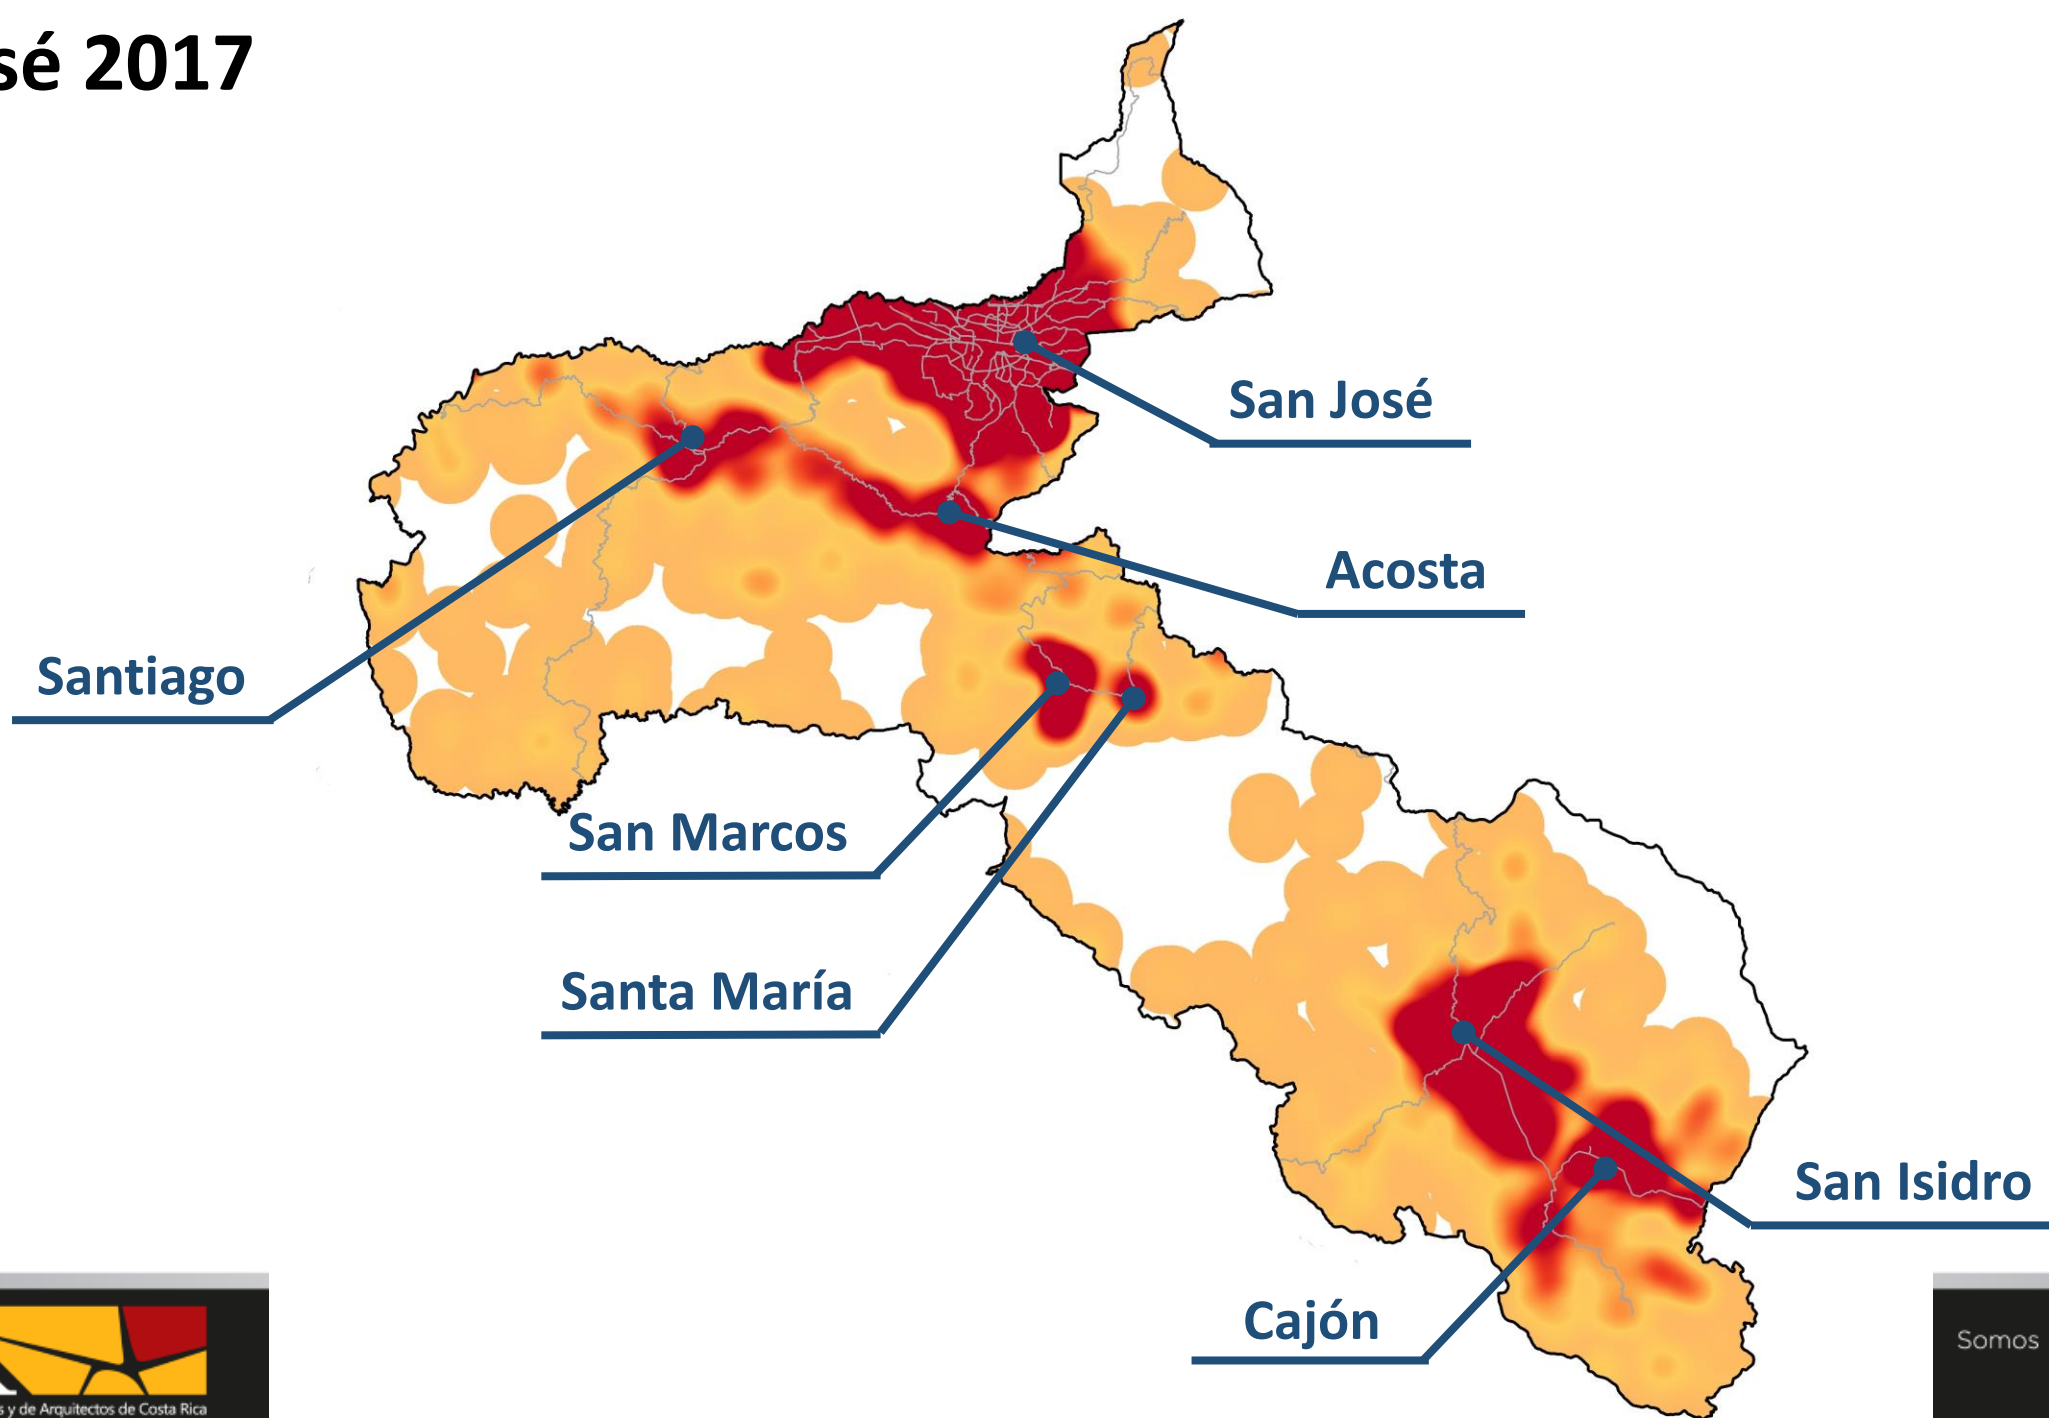 sé 2017
San José
Acosta
Santiago
San Marcos
Santa María
San Isidro
Cajón
s y de Arquitectos de Costa Rica
Somos